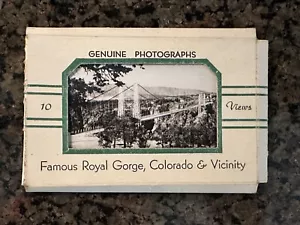 GENUINE PHOTOGRAPHS
10 Views
Famous Royal Gorge, Colorado & Vicinity